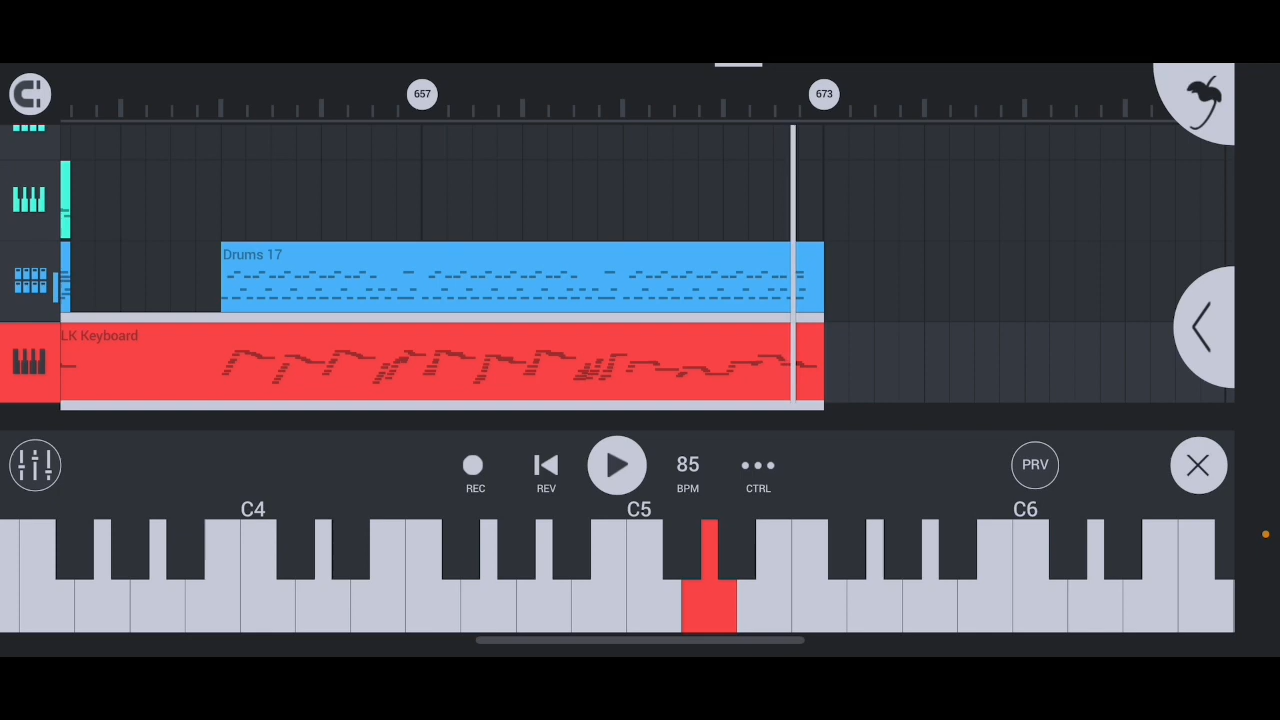 657
673
Drums 17
LK Keyboard
85
PRV
REC
REV
BPM
CTRL
C4
C5
C6